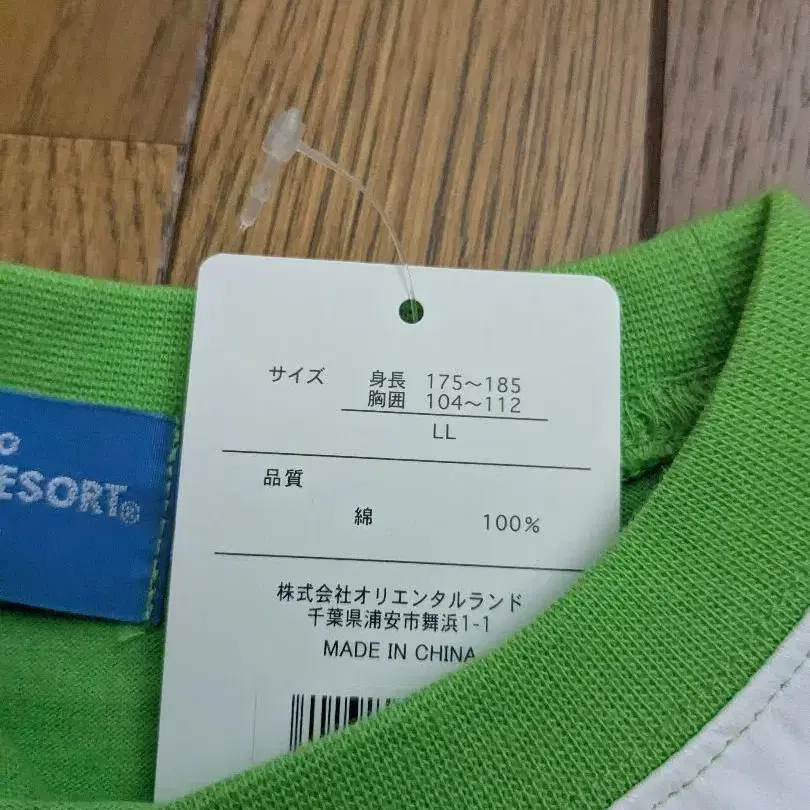 サイズ 身長 175～185
胸囲 104～112
LL
品質
綿 100%
株式会社オリエンタルランド
千葉県浦安市舞浜1-1
MADE IN CHINA
ESORT®